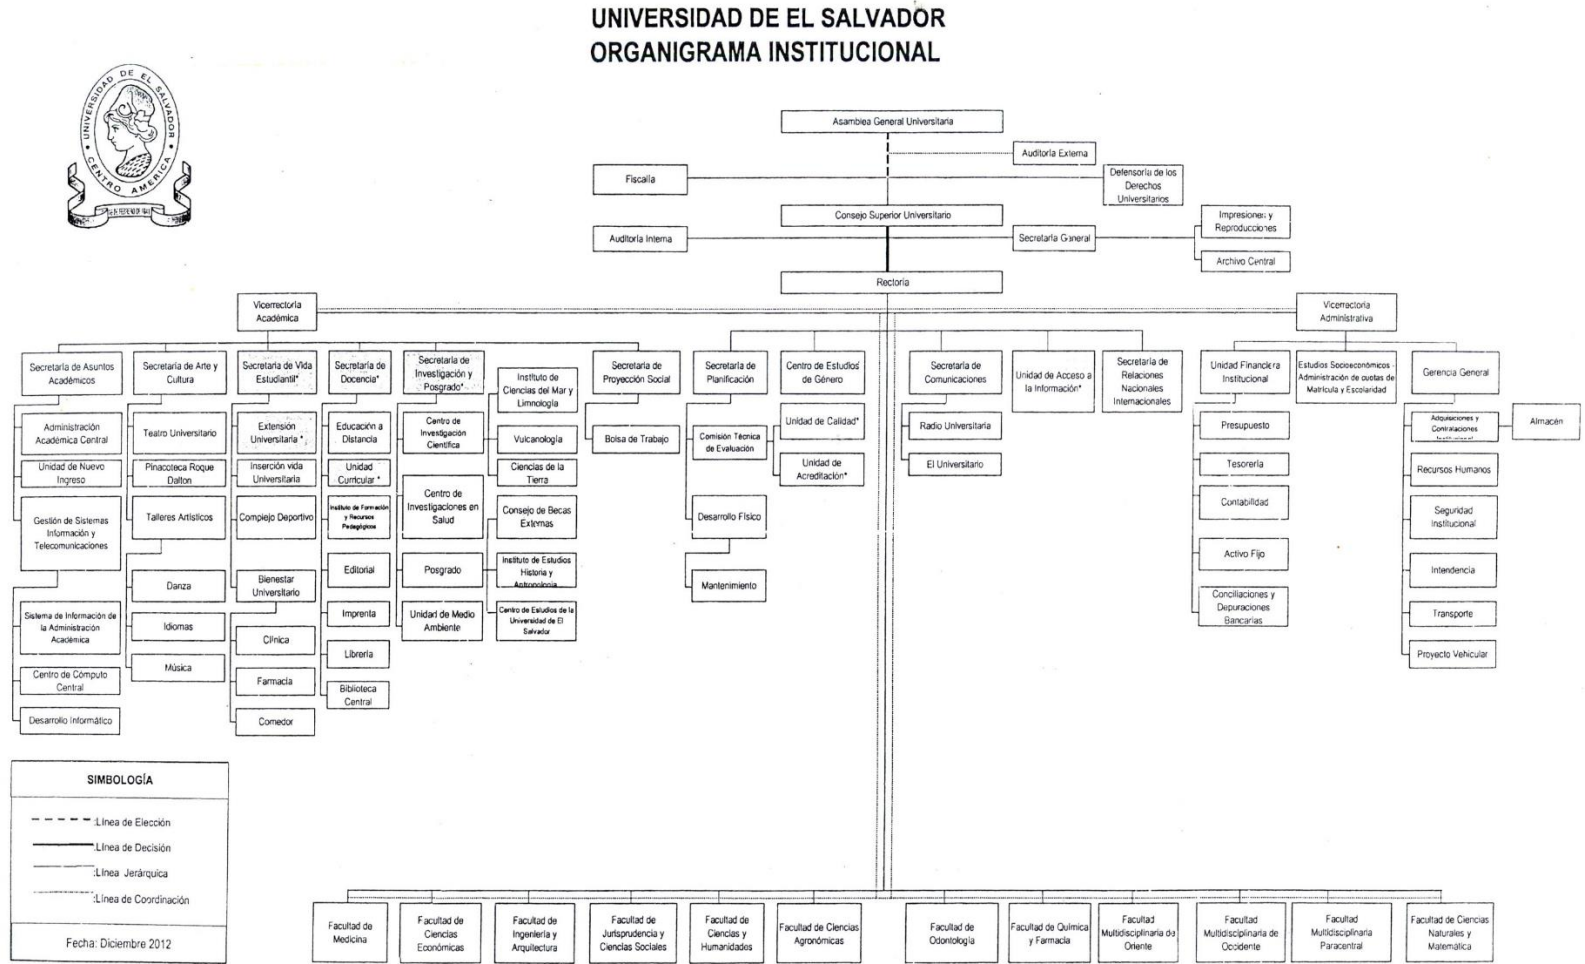 UNIVERSIDAD DE EL SALVADOR
ORGANIGRAMA INSTITUCIONAL
UNIVERSIDAD DE EL SALVADOR
CENTRO AMERICA
Asamblea General Universitaria
Auditoría Externa
Fiscalía
Defensoría de los
Derechos
Universitarios
Consejo Superior Universitario
Auditoría Interna
Secretaría General
Impresiones y
Reproducciones
Archivo Central
Rectoría
Vicerrectoría
Académica
Vicerrectoría
Administrativa
Secretaría de Asuntos
Académicos
Secretaría de Arte y
Cultura
Secretaría de Vida
Estudiantil*
Secretaría de
Docencia*
Secretaría de
Investigación y
Posgrado*
Secretaría de
Proyección Social
Secretaría de
Planificación
Centro de Estudios
de Género
Secretaría de
Comunicaciones
Unidad de Acceso a
la Información*
Secretaría de
Relaciones
Nacionales
Internacionales
Unidad Financiera
Institucional
Estudios Socioeconómicos -
Administración de cuotas de
Matrícula y Escolaridad
Gerencia General
Administración
Académica Central
Unidad de Nuevo
Ingreso
Gestión de Sistemas
Información y
Telecomunicaciones
Sistema de Información de
la Administración
Académica
Centro de Cómputo
Central
Desarrollo Informático
Teatro Universitario
Pinacoteca Roque
Dalton
Talleres Artísticos
Danza
Idiomas
Música
Extensión
Universitaria *
Inserción vida
Universitaria
Complejo Deportivo
Bienestar
Universitario
Clínica
Farmacia
Comedor
Educación a
Distancia
Unidad
Curricular *
Instituto de Formación
y Recursos
Pedagógicos
Editorial
Imprenta
Librería
Biblioteca
Central
Centro de
Investigación
Científica
Centro de
Investigaciones en
Salud
Posgrado
Unidad de Medio
Ambiente
Instituto de
Ciencias del Mar y
Limnología
Vulcanología
Ciencias de la
Tierra
Consejo de Becas
Externas
Instituto de Estudios
Historia y
Antropología
Centro de Estudios de la
Universidad de El
Salvador
Bolsa de Trabajo
Comisión Técnica
de Evaluación
Desarrollo Físico
Mantenimiento
Unidad de Calidad*
Unidad de
Acreditación*
Radio Universitaria
El Universitario
Presupuesto
Tesorería
Contabilidad
Activo Fijo
Conciliaciones y
Depuraciones
Bancarias
Adquisiciones y
Contrataciones
Institucional
Almacén
Recursos Humanos
Seguridad
Institucional
Intendencia
Transporte
Proyecto Vehicular
SIMBOLOGÍA
:Línea de Elección
:Línea de Decisión
:Línea Jerárquica
:Línea de Coordinación
Fecha: Diciembre 2012
Facultad de
Medicina
Facultad de
Ciencias
Económicas
Facultad de
Ingeniería y
Arquitectura
Facultad de
Jurisprudencia y
Ciencias Sociales
Facultad de
Ciencias y
Humanidades
Facultad de Ciencias
Agronómicas
Facultad de
Odontología
Facultad de Química
y Farmacia
Facultad
Multidisciplinaria de
Oriente
Facultad
Multidisciplinaria de
Occidente
Facultad
Multidisciplinaria
Paracentral
Facultad de Ciencias
Naturales y
Matemática